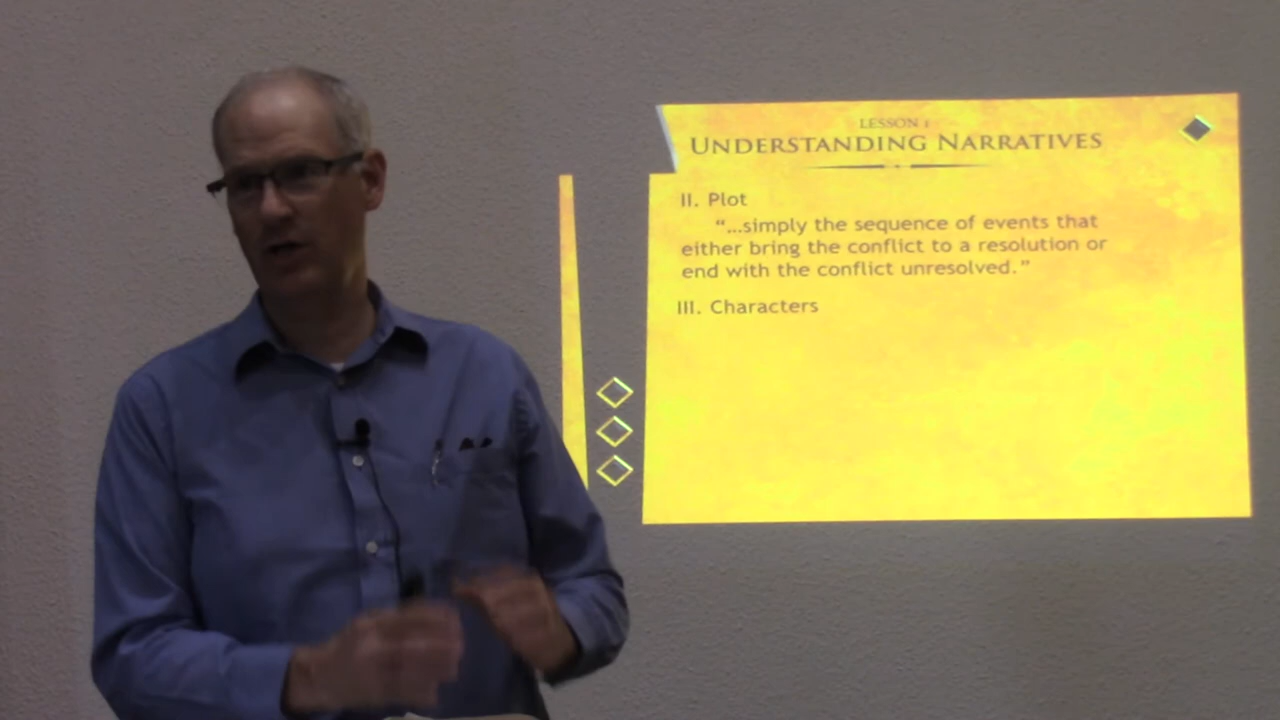 LESSON 1
UNDERSTANDING NARRATIVES
II. Plot
“...simply the sequence of events that
either bring the conflict to a resolution or
end with the conflict unresolved.”
III. Characters